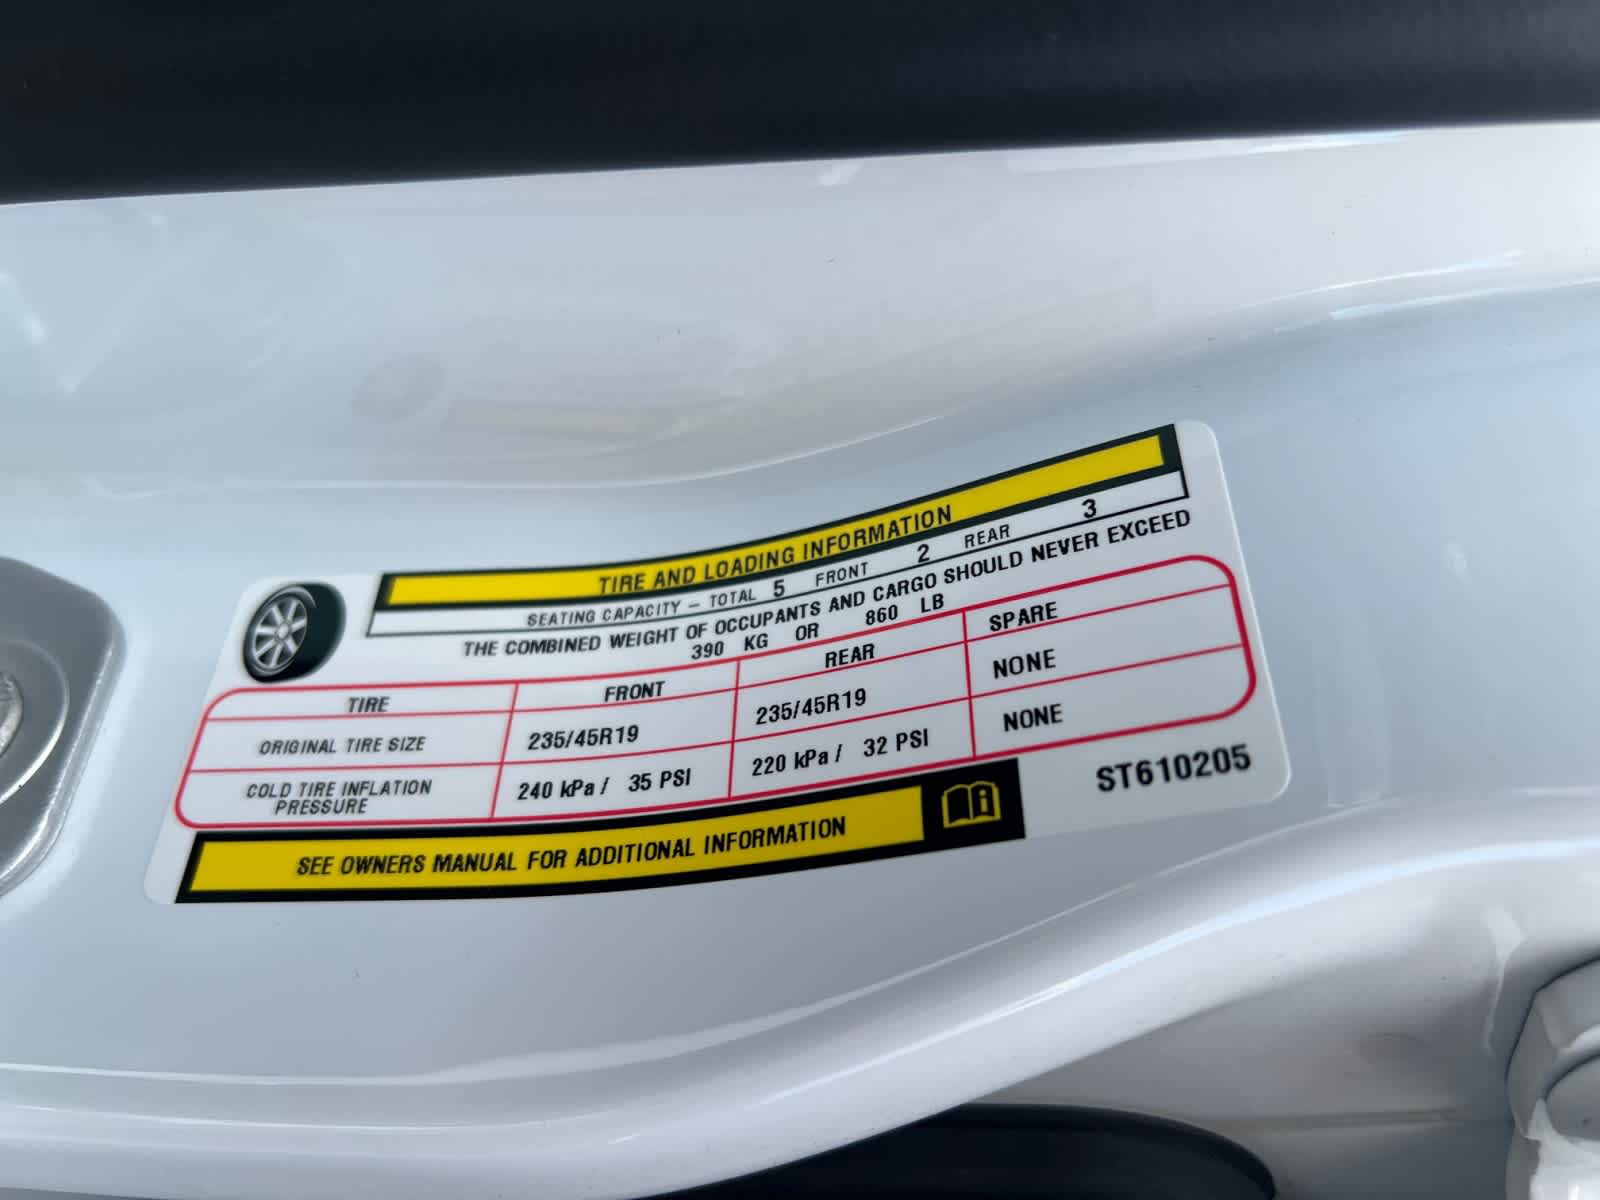 TIRE AND LOADING INFORMATION
SEATING CAPACITY – TOTAL 5 FRONT 2 REAR 3
THE COMBINED WEIGHT OF OCCUPANTS AND CARGO SHOULD NEVER EXCEED
390 KG OR 860 LB
TIRE FRONT REAR SPARE
ORIGINAL TIRE SIZE 235/45R19 235/45R19 NONE
COLD TIRE INFLATION PRESSURE 240 kPa / 35 PSI 220 kPa / 32 PSI NONE
SEE OWNERS MANUAL FOR ADDITIONAL INFORMATION
ST610205